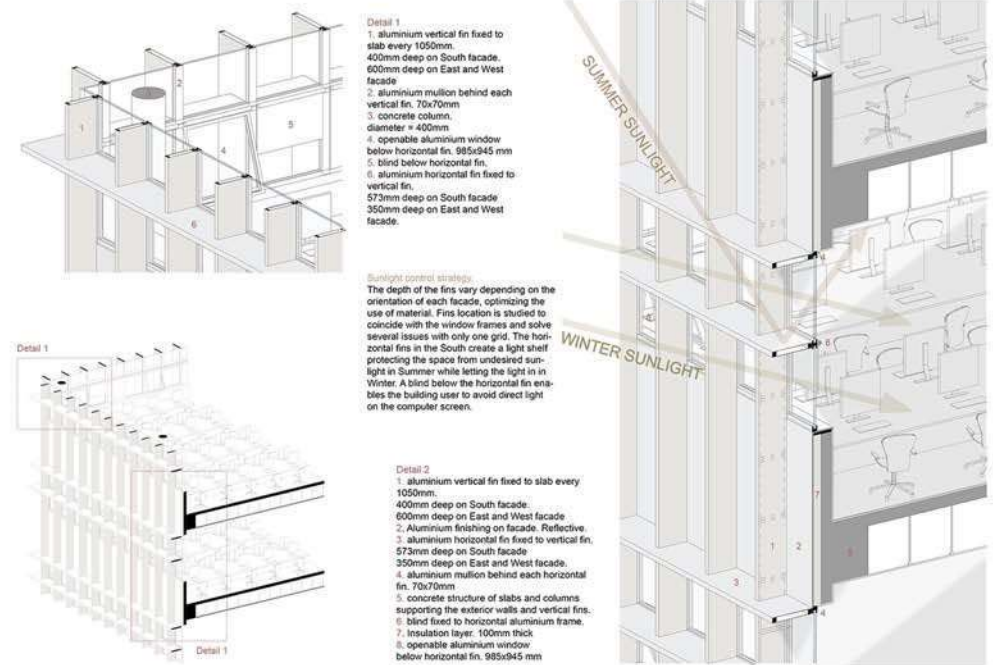 Detail 1
1. aluminium vertical fin fixed to
slab every 1050mm.
400mm deep on South facade.
600mm deep on East and West
facade
2. aluminium mullion behind each
vertical fin. 70x70mm
3. concrete column.
diameter = 400mm
4. openable aluminium window
below horizontal fin. 985x945 mm
5. blind below horizontal fin.
6. aluminium horizontal fin fixed to
vertical fin.
573mm deep on South facade
350mm deep on East and West
facade.
1
2
4
5
6
Sunlight control strategy
The depth of the fins vary depending on the
orientation of each facade, optimizing the
use of material. Fins location is studied to
coincide with the window frames and solve
several issues with only one grid. The hori-
zontal fins in the South create a light shelf
protecting the space from undesired sun-
light in Summer while letting the light in in
Winter. A blind below the horizontal fin ena-
bles the building user to avoid direct light
on the computer screen.
Detail 1
Detail 1
Detail 2
1. aluminium vertical fin fixed to slab every
1050mm.
400mm deep on South facade.
600mm deep on East and West facade
2. Aluminium finishing on facade. Reflective.
3. aluminium horizontal fin fixed to vertical fin.
573mm deep on South facade
350mm deep on East and West facade.
4. aluminium mullion behind each horizontal
fin. 70x70mm
5. concrete structure of slabs and columns
supporting the exterior walls and vertical fins.
6. blind fixed to horizontal aluminium frame.
7. Insulation layer. 100mm thick
8. openable aluminium window
below horizontal fin. 985x945 mm
SUMMER SUNLIGHT
WINTER SUNLIGHT
7
1
2
3
4